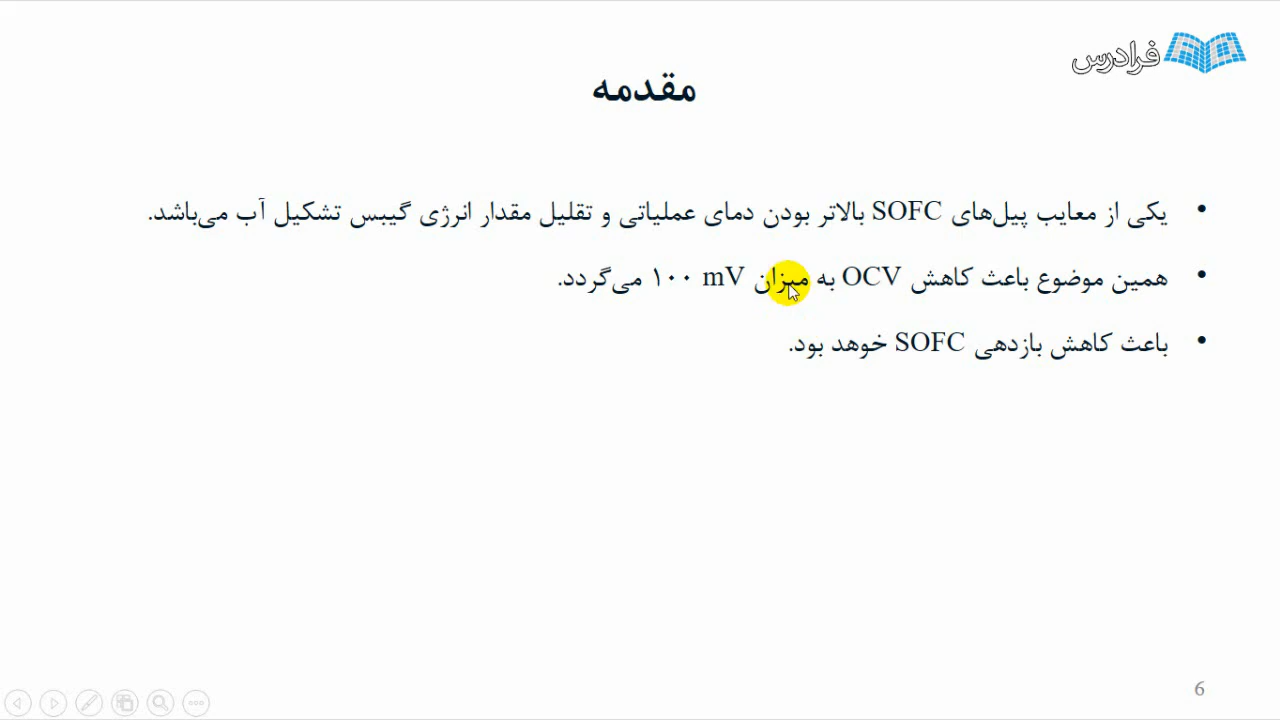 فرادرس
مقدمه
• یکی از معایب پیل‌های SOFC بالاتر بودن دمای عملیاتی و تقلیل مقدار انرژی گیبس تشکیل آب می‌باشد.
• همین موضوع باعث کاهش OCV به میزان ۱۰۰ mV می‌گردد.
• باعث کاهش بازدهی SOFC خوهد بود.
6